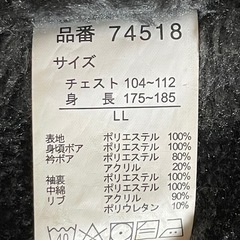 品番 74518
サイズ
チェスト 104~112
身 長 175~185
LL
表地 ポリエステル 100%
身頃ボア ポリエステル 100%
衿ボア ポリエステル 80%
アクリル 20%
袖裏 ポリエステル 100%
中綿 ポリエステル 100%
リブ アクリル 90%
ポリウレタン 10%